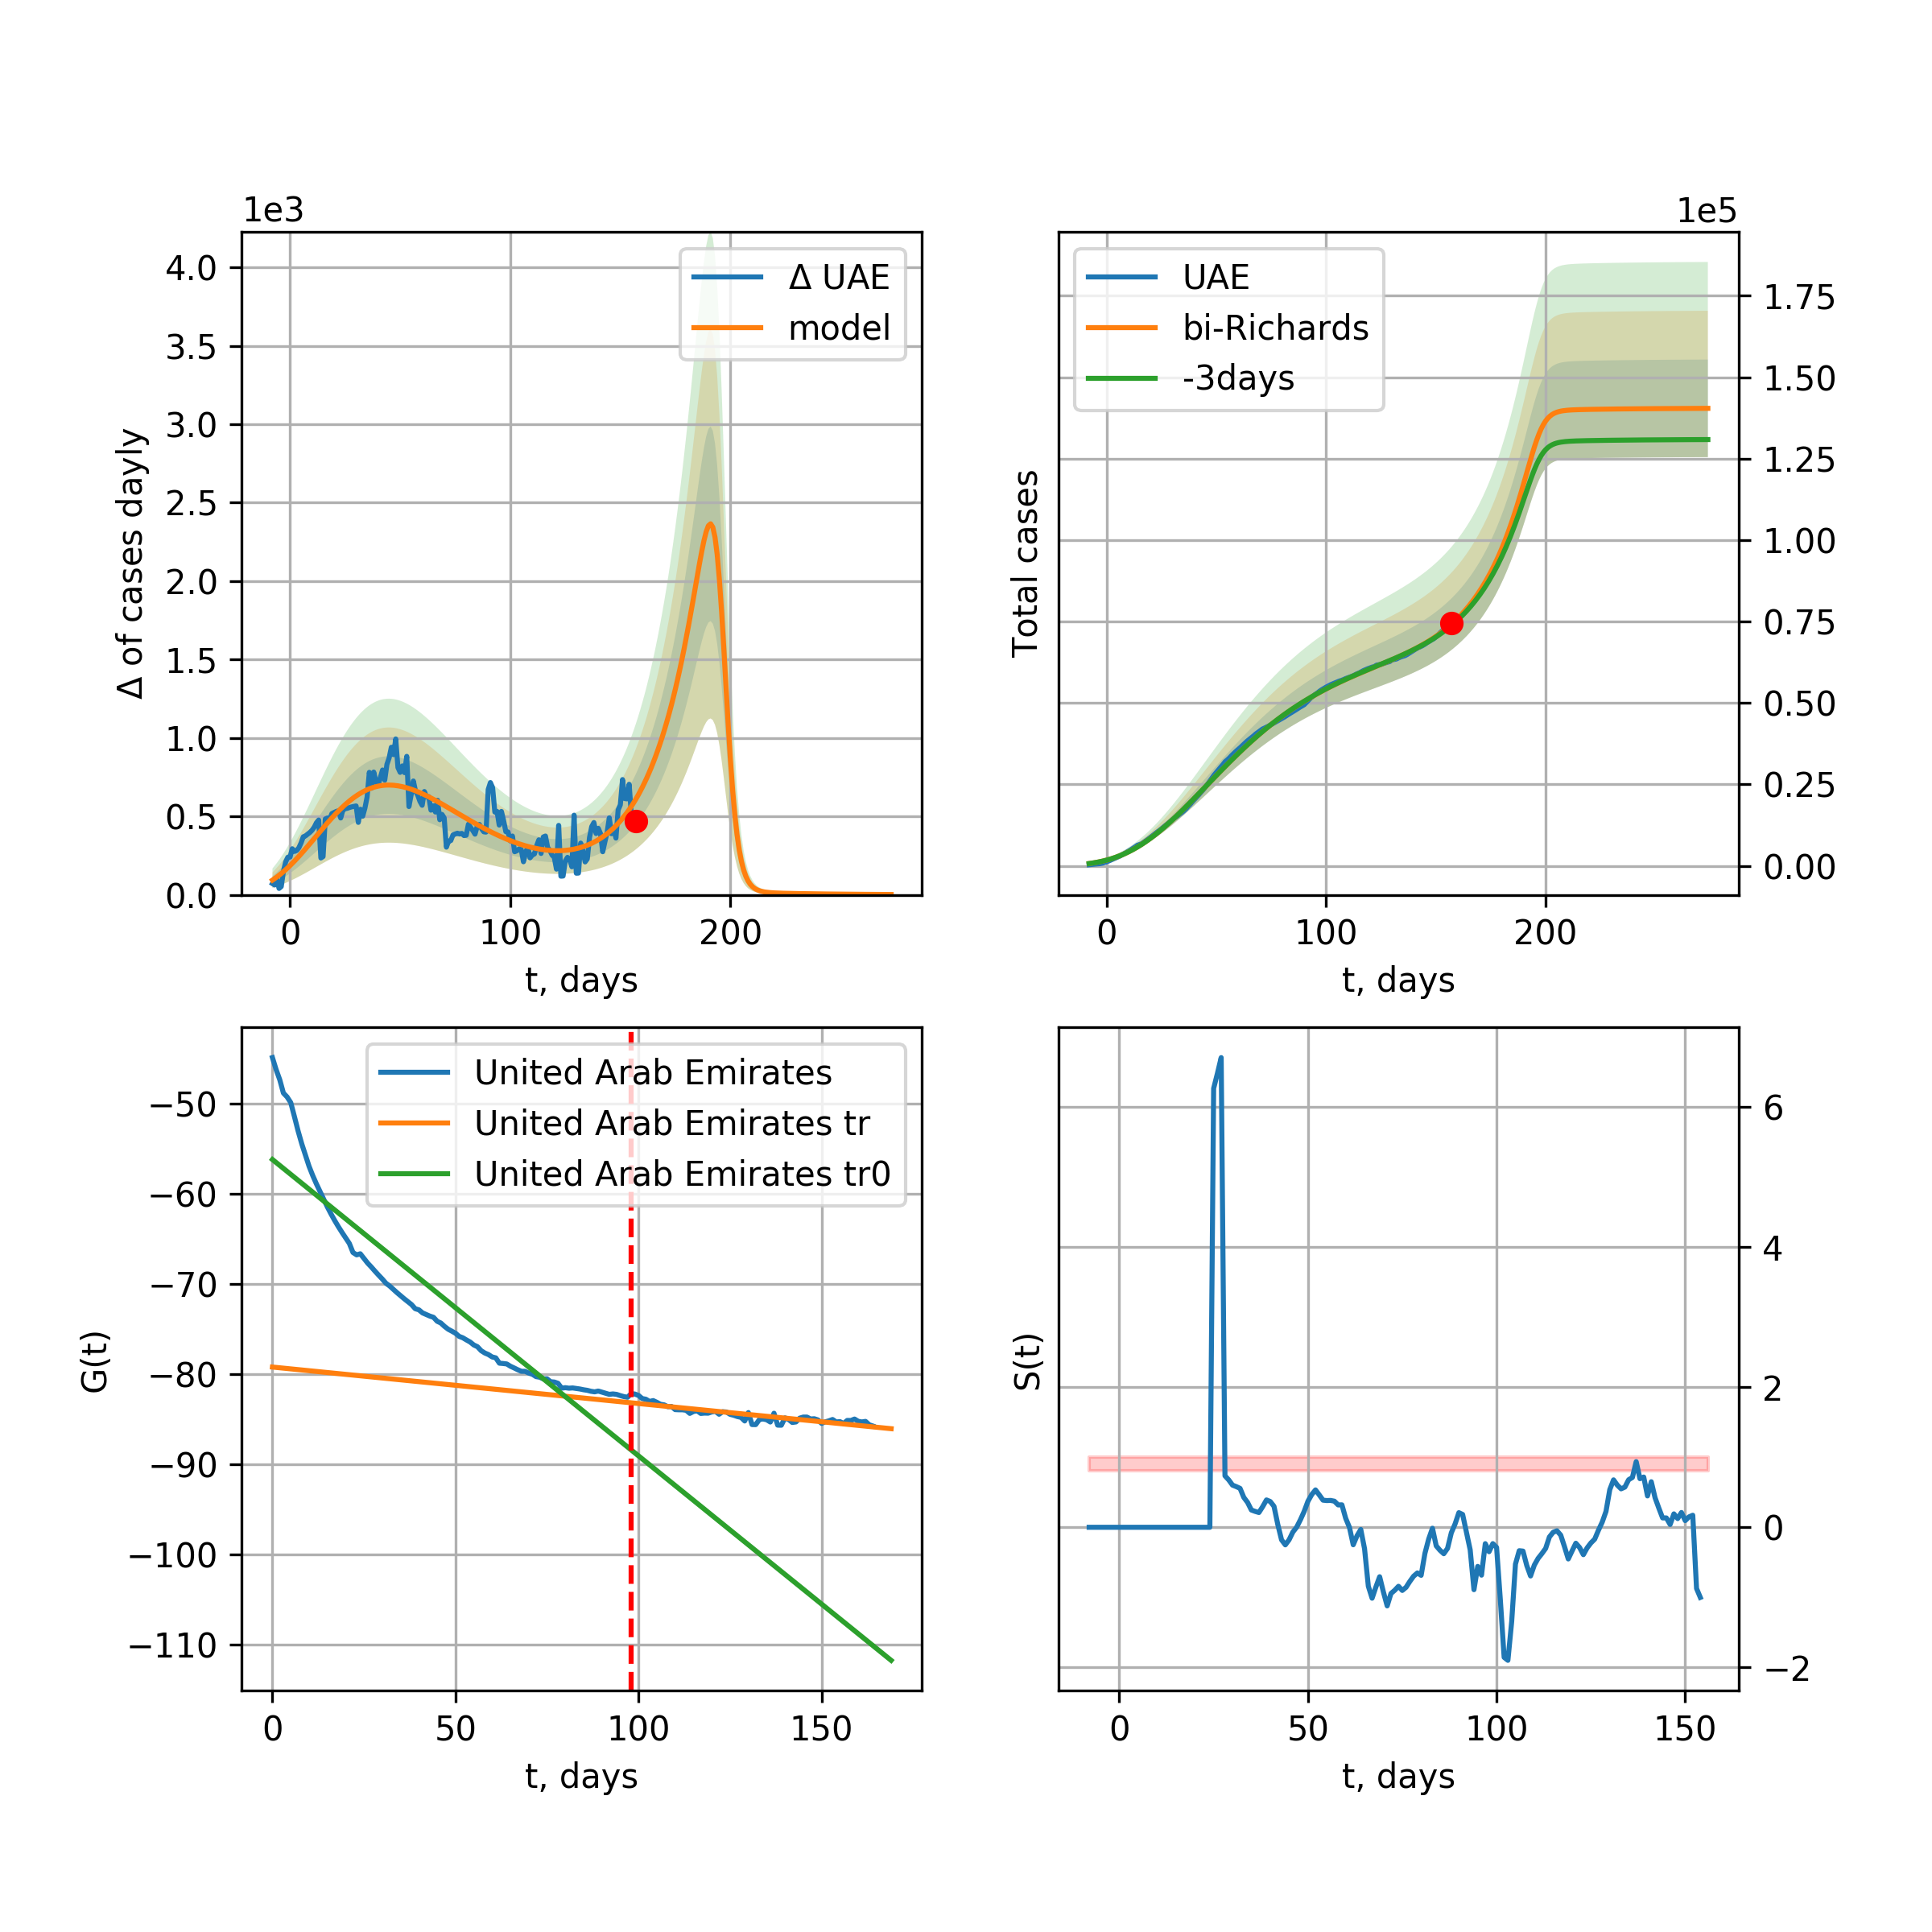 1e3
4.0
3.5
3.0
2.5
2.0
1.5
1.0
0.5
0.0
Δ of cases dayly
Δ UAE
model
0 100 200
t, days
1e5
UAE
bi-Richards
-3days
Total cases
1.75
1.50
1.25
1.00
0.75
0.50
0.25
0.00
0 100 200
t, days
United Arab Emirates
United Arab Emirates tr
United Arab Emirates tr0
G(t)
−50
−60
−70
−80
−90
−100
−110
0 50 100 150
t, days
S(t)
6
4
2
0
−2
0 50 100 150
t, days